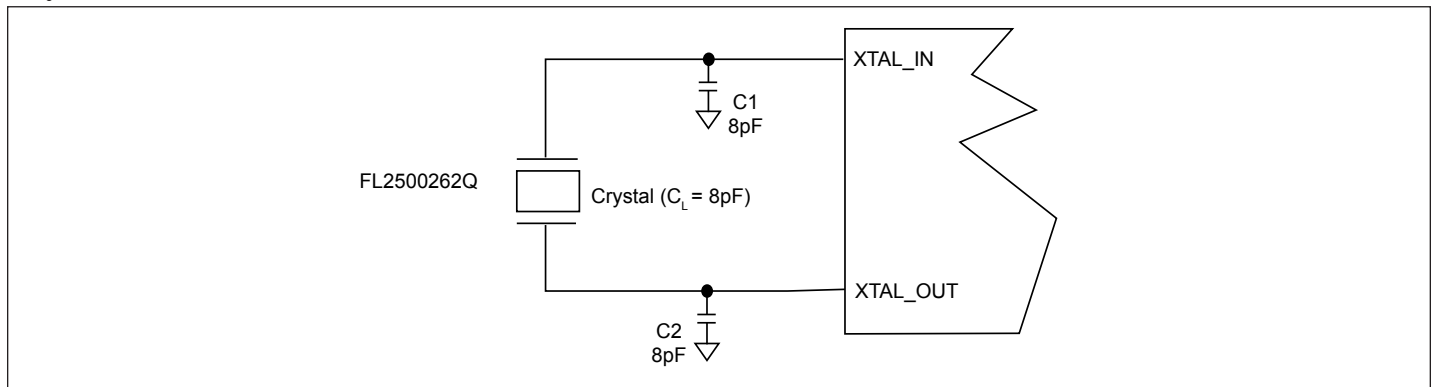 XTAL_IN
C1
8pF
FL2500262Q
Crystal (CL = 8pF)
XTAL_OUT
C2
8pF